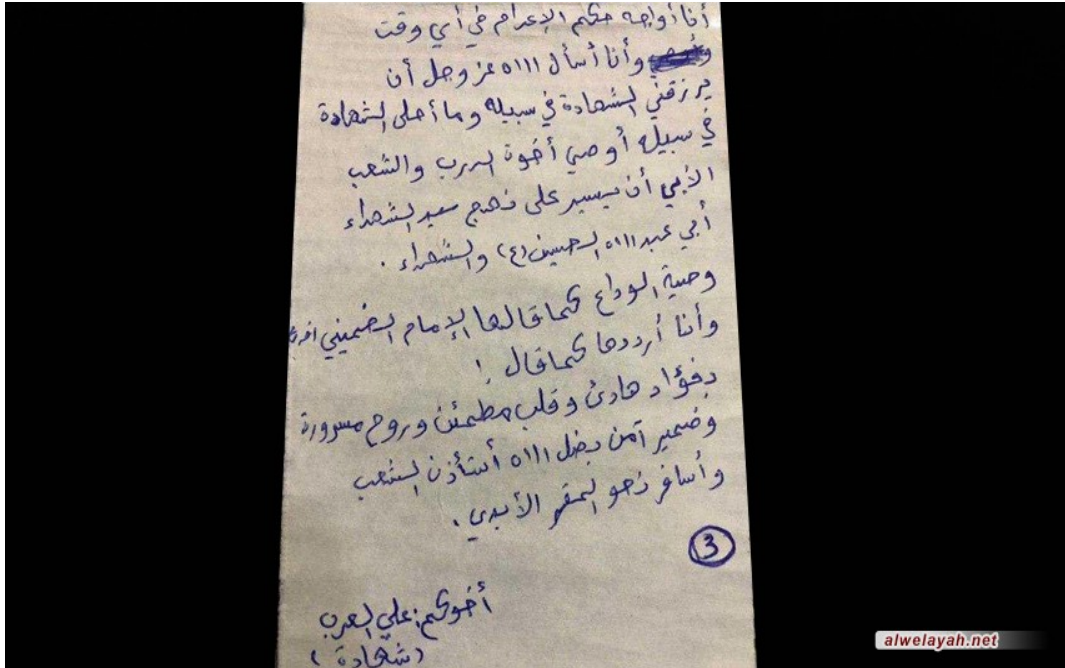 أنا أواجه حكم الإعدام في أي وقت
وأنا أسأل الله عز وجل أن
يرزقني الشهادة في سبيله وما أحلى الشهادة
في سبيله أوصي أخوة الدرب والشعب
الأبي أن يسير على نهج سيد الشهداء
أبي عبد الله الحسين (ع) والشهداء .
وصية الوداع كما قالها الإمام الخميني
وأنا أرددها كما قال !
بفؤاد هادئ وقلب مطمئن وروح مسرورة
وضمير آمن بفضل الله أستأذن الشعب
وأسافر نحو المقر الأبدي .
3
أخوكم : علي العرب
(شهادة)
alwelayah.net